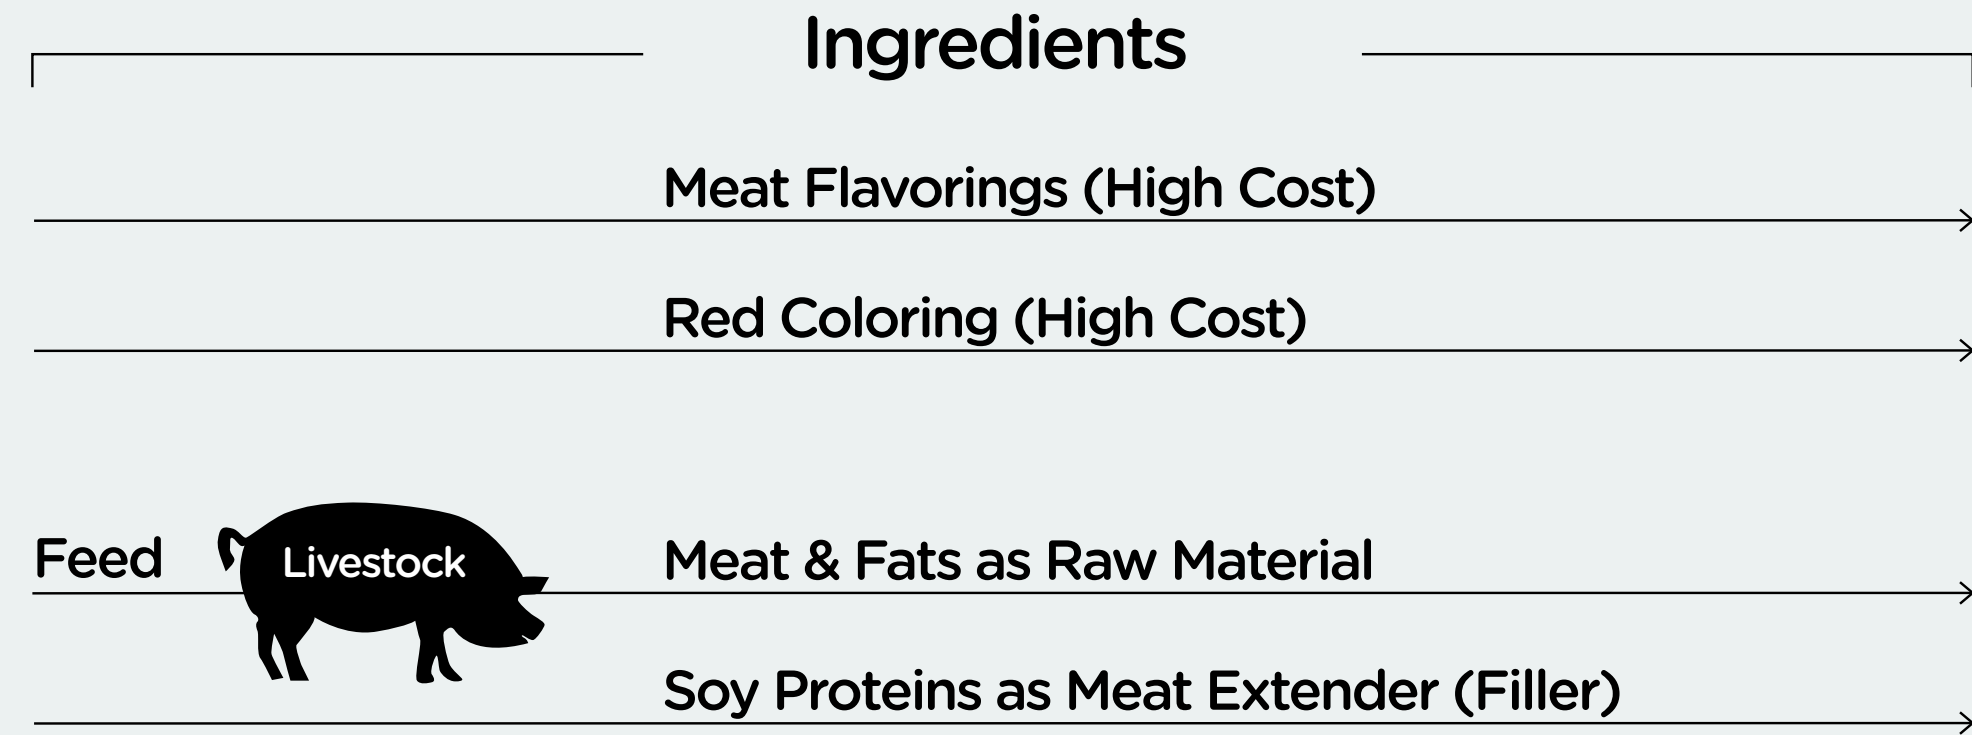 Ingredients
Meat Flavorings (High Cost)
Red Coloring (High Cost)
Feed
Livestock
Meat & Fats as Raw Material
Soy Proteins as Meat Extender (Filler)